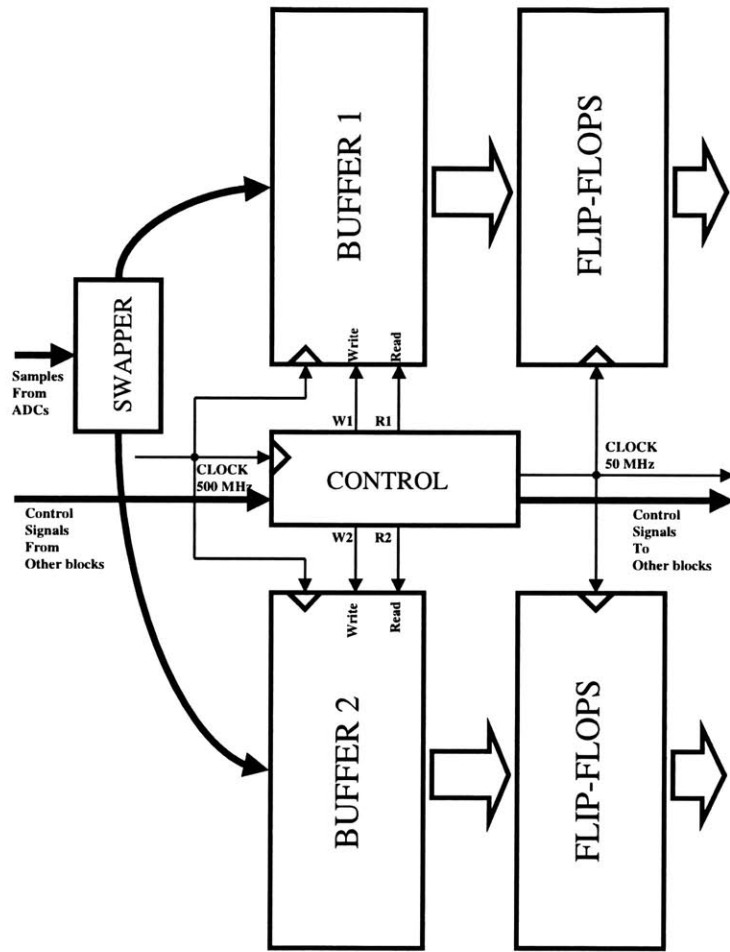 BUFFER 1
FLIP-FLOPS
SWAPPER
Write
Read
Samples
From
ADCs
W1
R1
CLOCK
500 MHz
CONTROL
CLOCK
50 MHz
Control
Signals
From
Other blocks
W2
R2
Control
Signals
To
Other blocks
Write
Read
BUFFER 2
FLIP-FLOPS